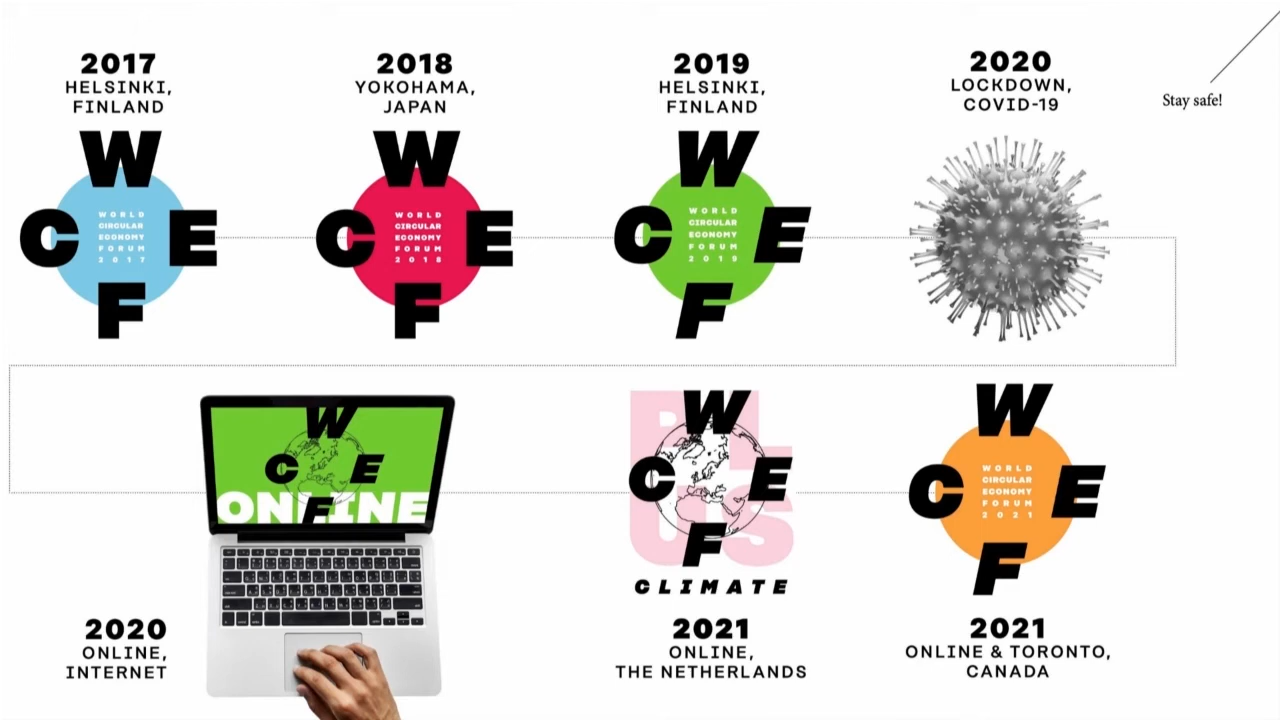 2017
HELSINKI,
FINLAND
W
C E
F
WORLD
CIRCULAR
ECONOMY
FORUM
2017
2018
YOKOHAMA,
JAPAN
W
C E
F
WORLD
CIRCULAR
ECONOMY
FORUM
2018
2019
HELSINKI,
FINLAND
W
C E
F
WORLD
CIRCULAR
ECONOMY
FORUM
2019
2020
LOCKDOWN,
COVID-19
Stay safe!
W
C E
F
ONLINE
2020
ONLINE,
INTERNET
PLUS
W
C E
F
CLIMATE
2021
ONLINE,
THE NETHERLANDS
W
C E
F
WORLD
CIRCULAR
ECONOMY
FORUM
2021
2021
ONLINE & TORONTO,
CANADA